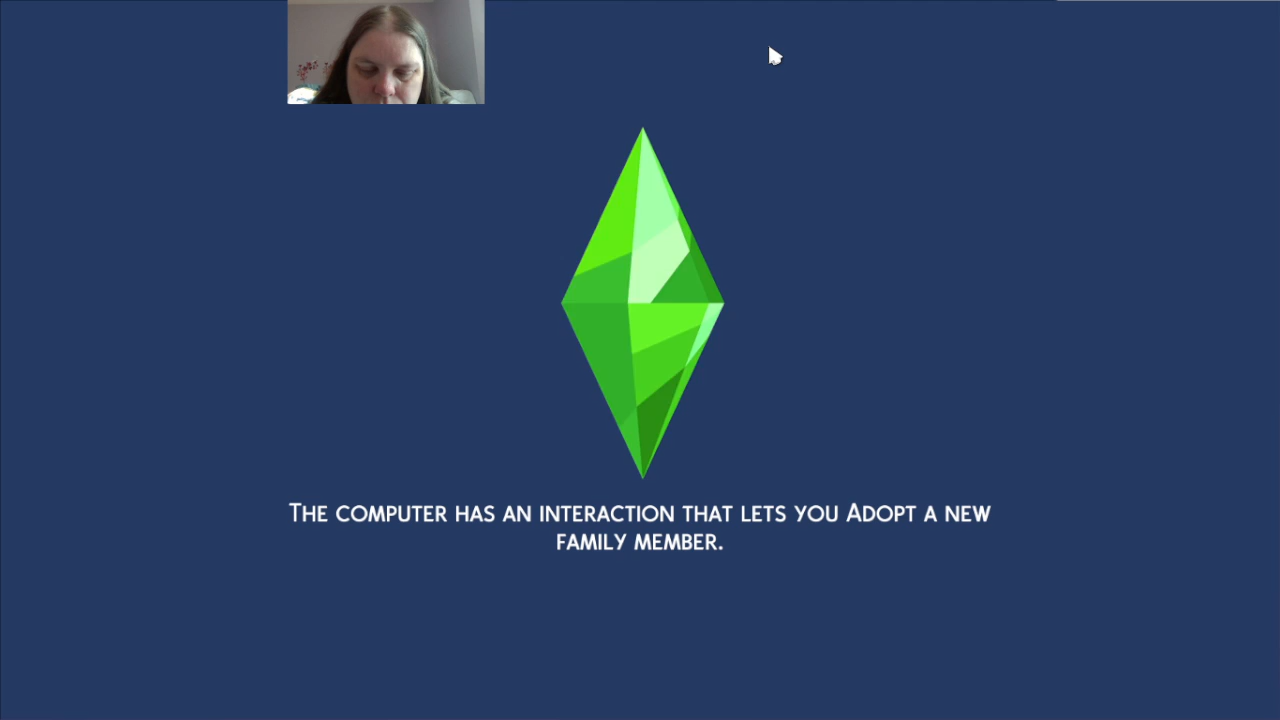 The computer has an interaction that lets you Adopt a new
family member.